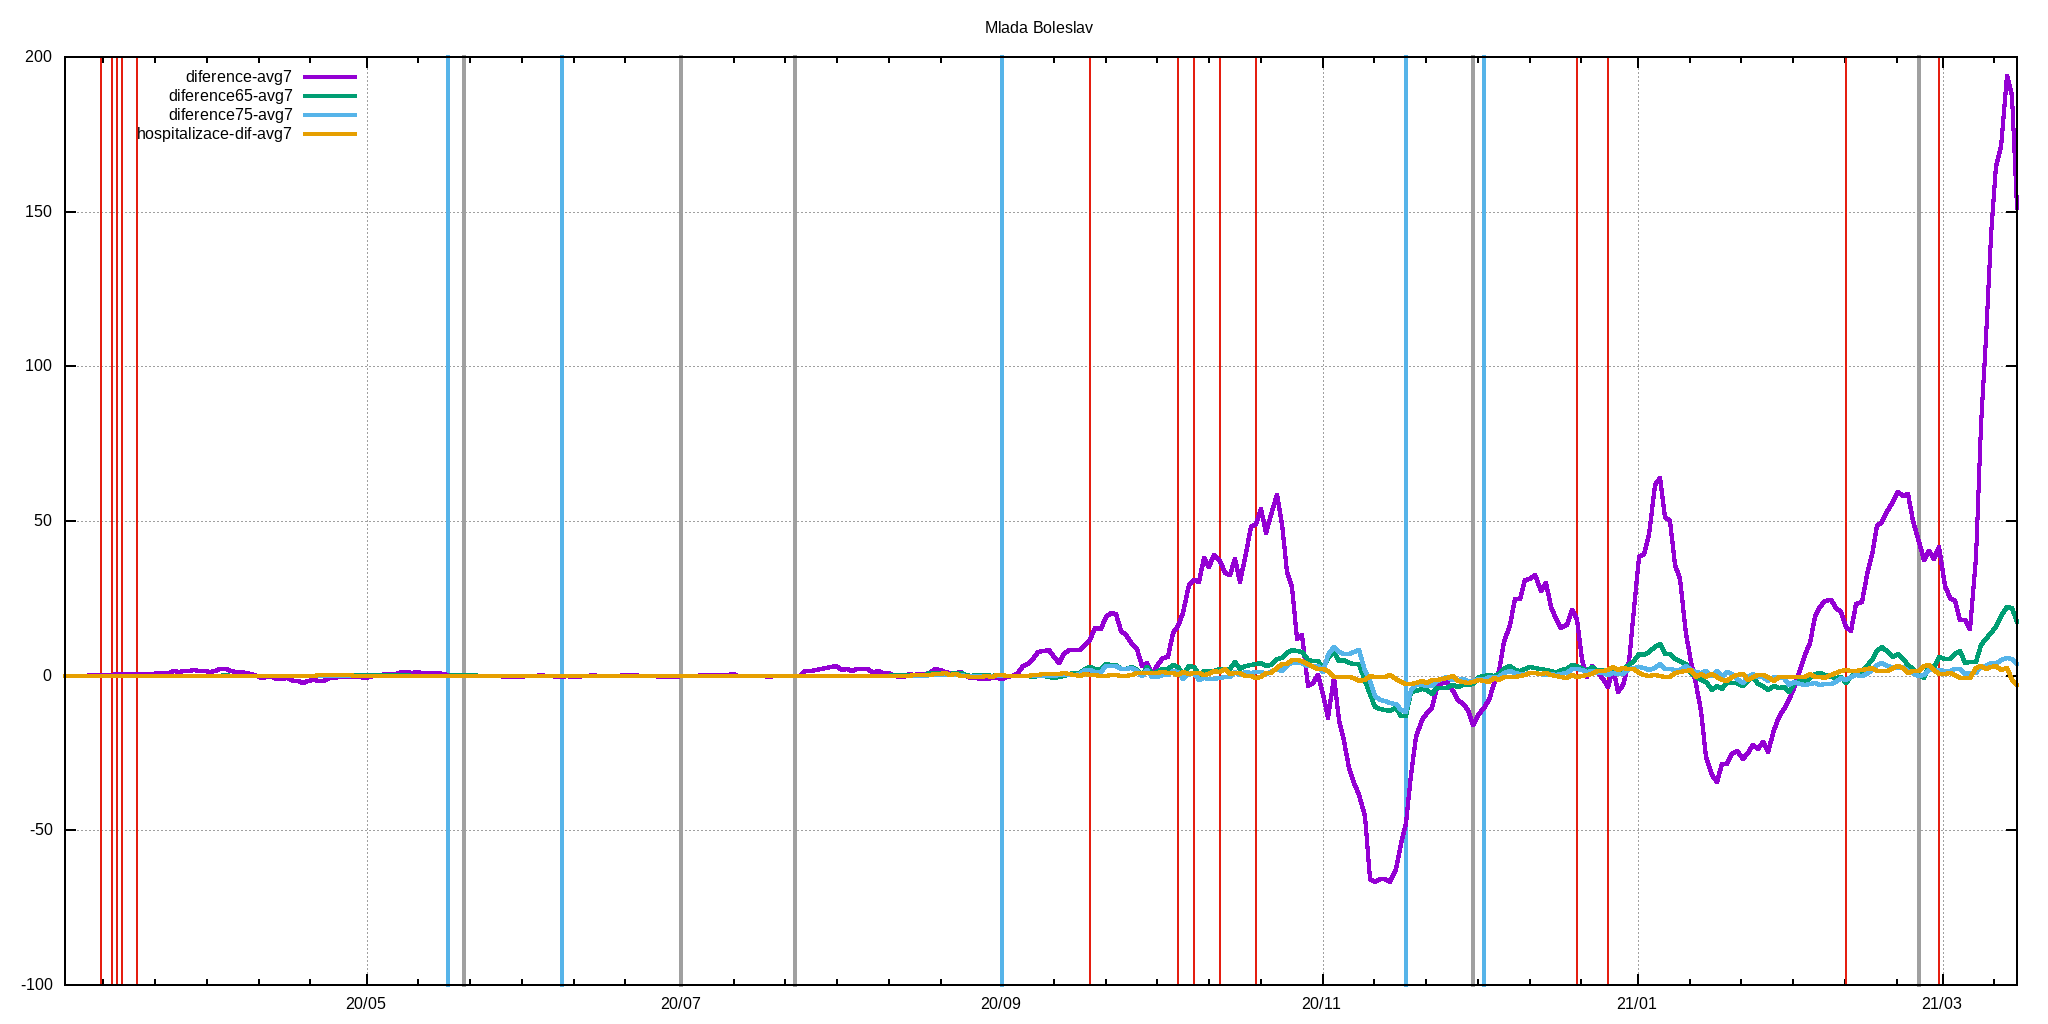 Mlada Boleslav
200
150
100
50
0
-50
-100
diference-avg7
diference65-avg7
diference75-avg7
hospitalizace-dif-avg7
20/05
20/07
20/09
20/11
21/01
21/03